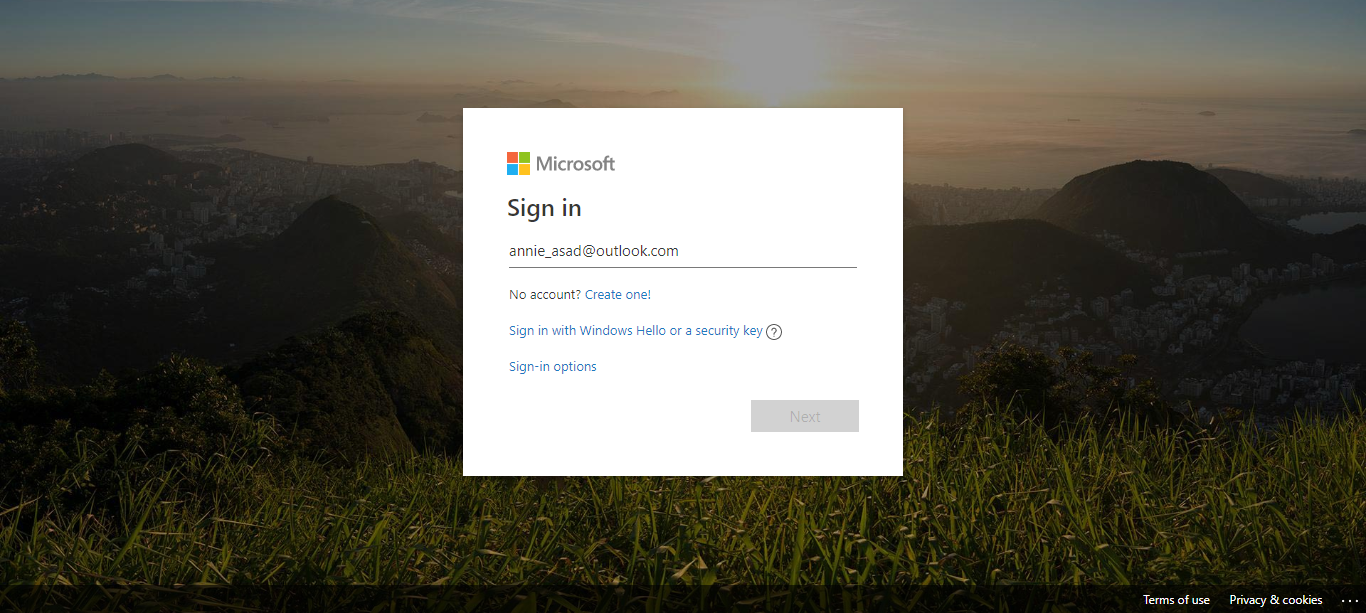 Microsoft
Sign in
annie_asad@outlook.com
No account? Create one!
Sign in with Windows Hello or a security key ?
Sign-in options
Next
Terms of use Privacy & cookies ...